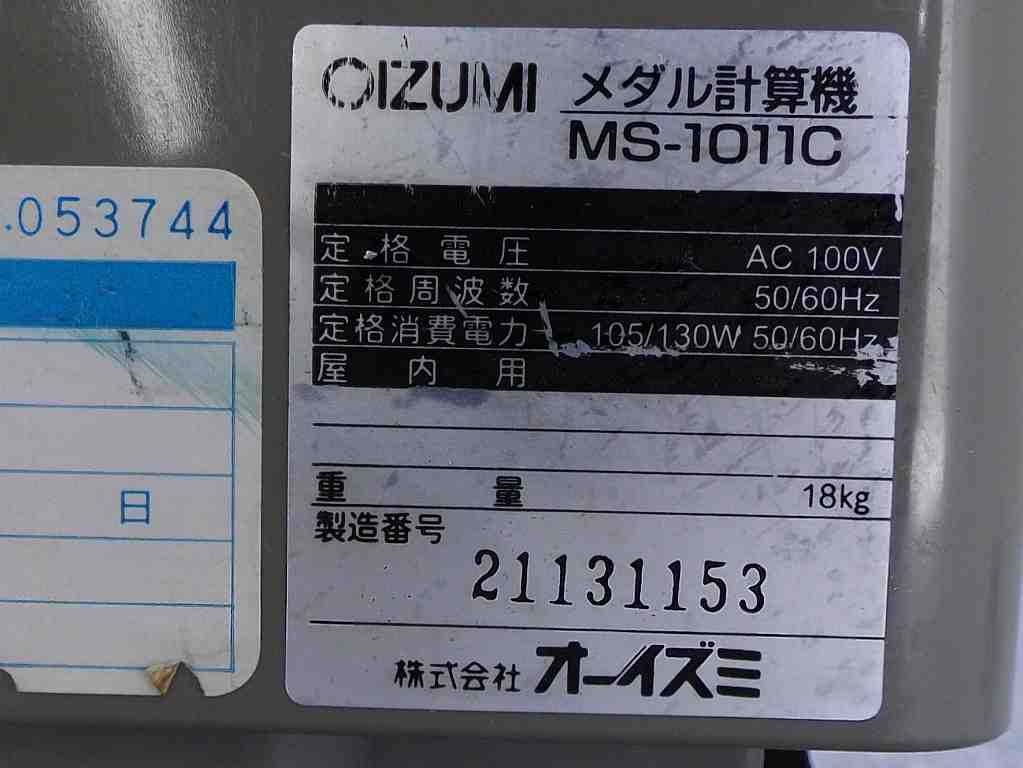 OIZUMI メダル計算機
MS-1011C
定格電圧 AC 100V
定格周波数 50/60Hz
定格消費電力 105/130W 50/60Hz
屋内用
重量 18kg
製造番号
21131153
株式会社 オーイズミ
.053744
日